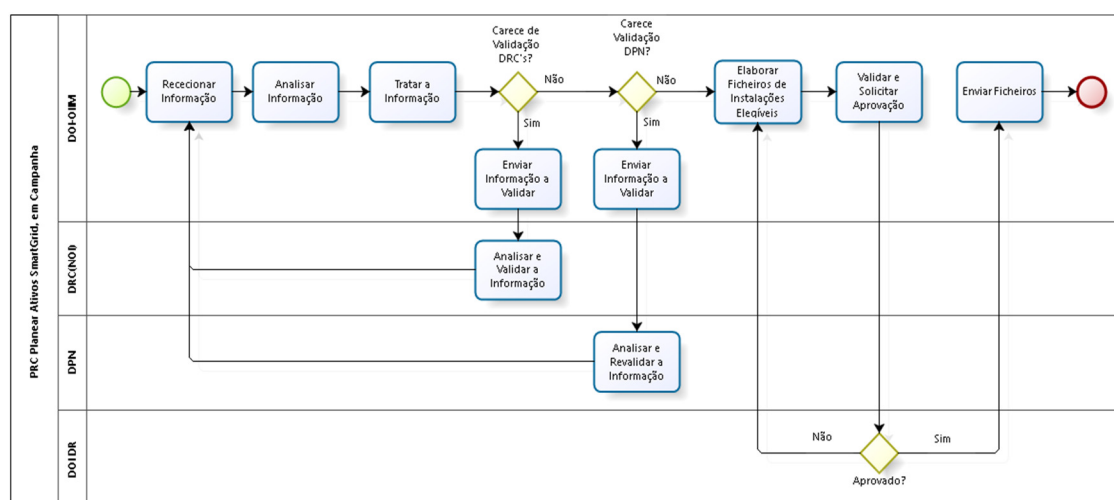 PRC Planear Ativos SmartGrid, em Campanha
DOI-OIIM
Rececionar
Informação
Analisar
Informação
Tratar a
Informação
Carece de
Validação
DRC's?
Não
Sim
Carece
Validação
DPN?
Não
Sim
Elaborar
Ficheiros de
Instalações
Elegíveis
Validar e
Solicitar
Aprovação
Enviar Ficheiros
Enviar
Informação a
Validar
Enviar
Informação a
Validar
DRC(NOI)
Analisar e
Validar a
Informação
DPN
Analisar e
Revalidar a
Informação
DOIIDR
Não
Sim
Aprovado?